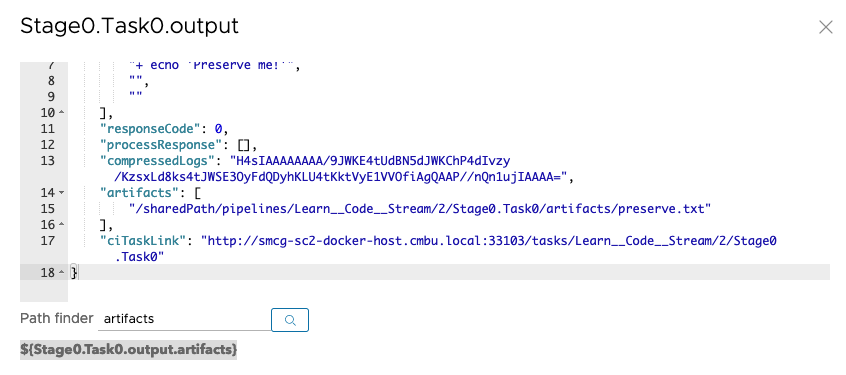 Stage0.Task0.output
7 "+ echo 'Preserve me!'",
8 "",
9 ""
10 ],
11 "responseCode": 0,
12 "processResponse": [],
13 "compressedLogs": "H4sIAAAAAAAA/9JWKE4tUdBN5dJWKChP4dIvzy
/KzsxLd8ks4tJWSE3OyFdQDyhKLU4tKktVyE1VVOfiAgQAAP//nQn1ujIAAAA=",
14 "artifacts": [
15 "/sharedPath/pipelines/Learn__Code__Stream/2/Stage0.Task0/artifacts/preserve.txt"
16 ],
17 "ciTaskLink": "http://smcg-sc2-docker-host.cmbu.local:33103/tasks/Learn__Code__Stream/2/Stage0
.Task0"
18 }
Path finder artifacts
${Stage0.Task0.output.artifacts}